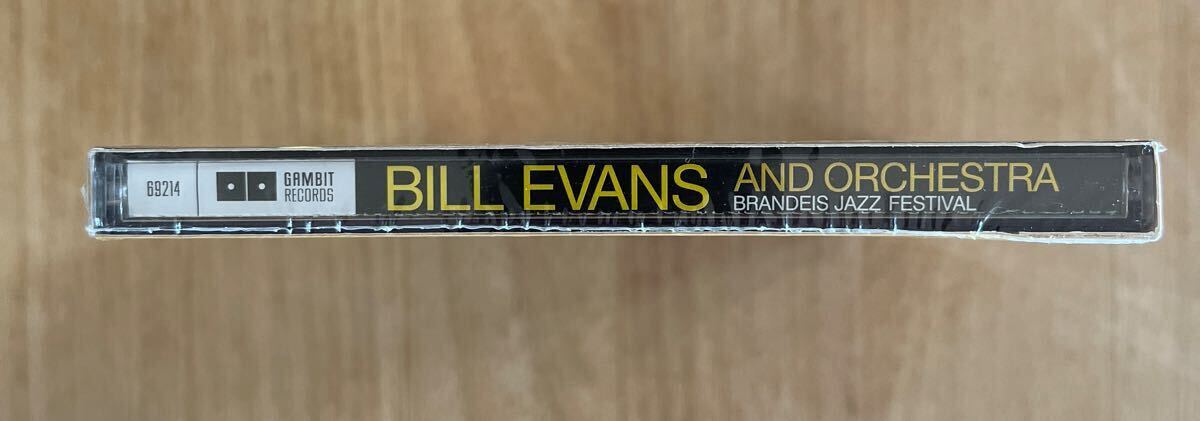 69214
GAMBIT
RECORDS
BILL EVANS AND ORCHESTRA
BRANDEIS JAZZ FESTIVAL